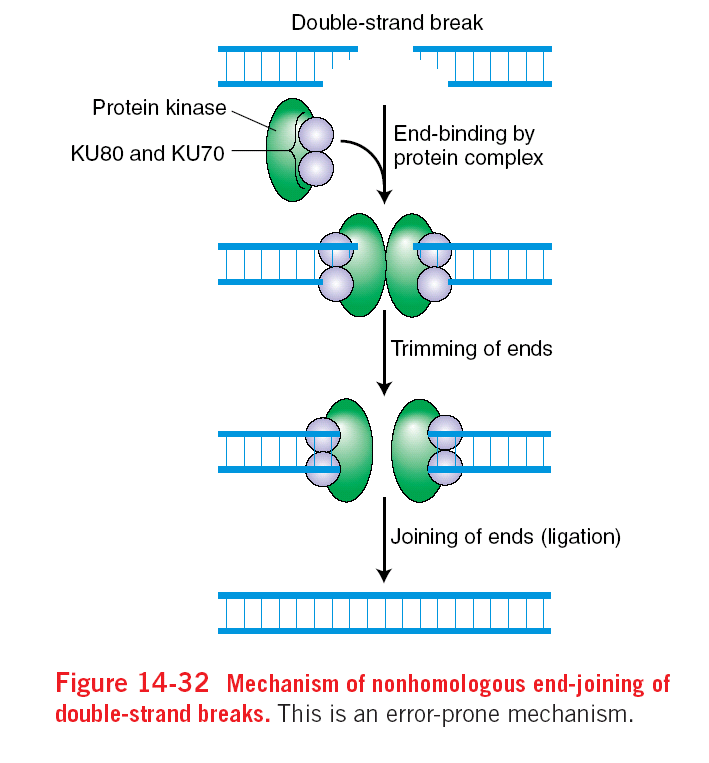 Double-strand break
Protein kinase
KU80 and KU70
End-binding by
protein complex
Trimming of ends
Joining of ends (ligation)
Figure 14-32 Mechanism of nonhomologous end-joining of
double-strand breaks. This is an error-prone mechanism.